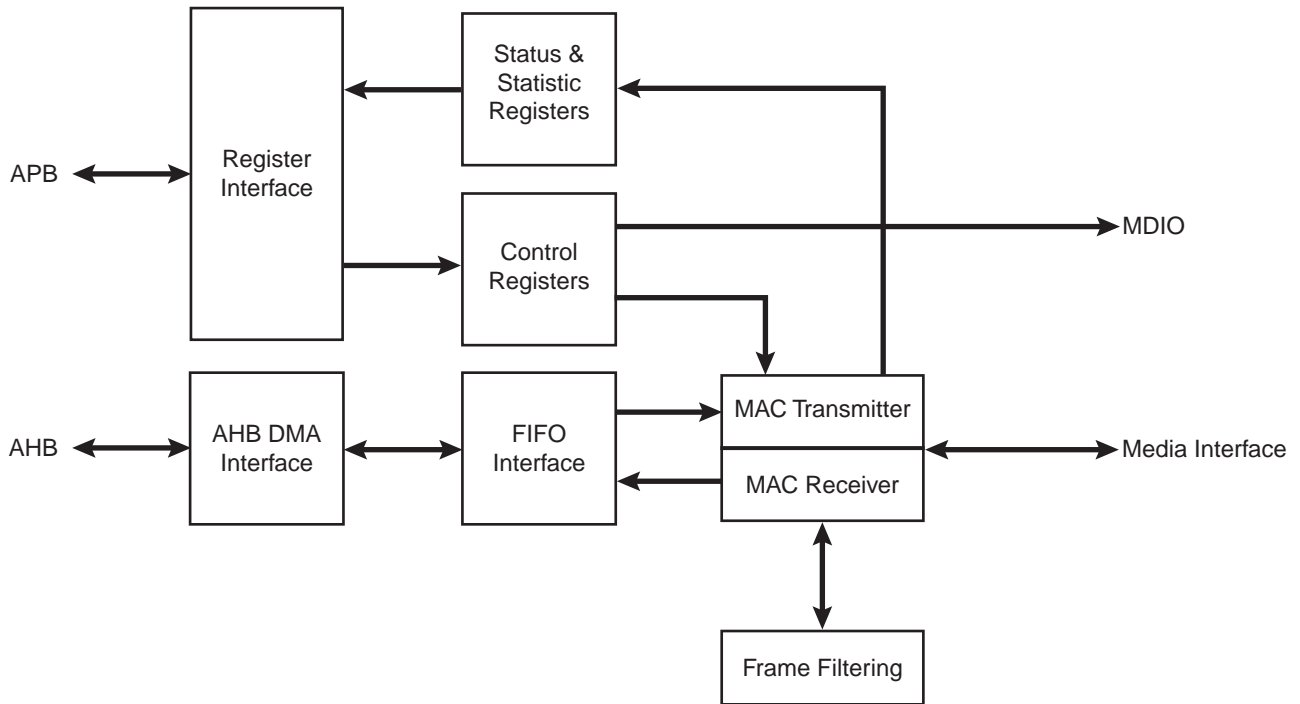 Status &
Statistic
Registers
APB
Register
Interface
MDIO
Control
Registers
MAC Transmitter
AHB
AHB DMA
Interface
FIFO
Interface
Media Interface
MAC Receiver
Frame Filtering